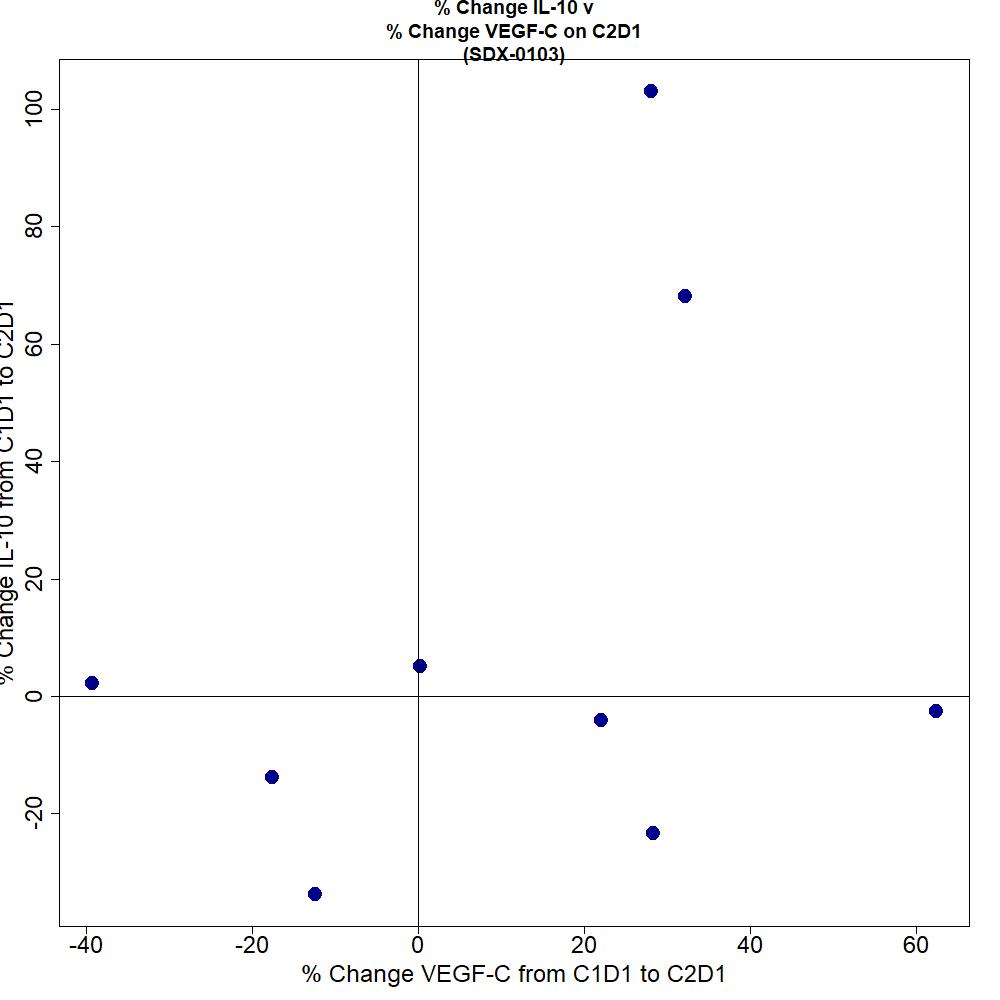 % Change IL-10 v
% Change VEGF-C on C2D1
(SDX-0103)
% Change IL-10 from C1D1 to C2D1
100
80
60
40
20
0
-20
-40
-20
0
20
40
60
% Change VEGF-C from C1D1 to C2D1